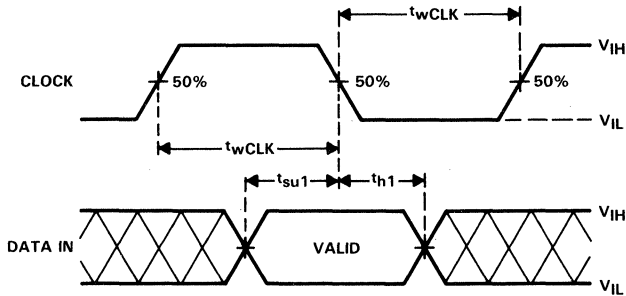 twCLK
VIH
CLOCK
50%
50%
50%
VIL
twCLK
tsu1
th1
VIH
DATA IN
VALID
VIL